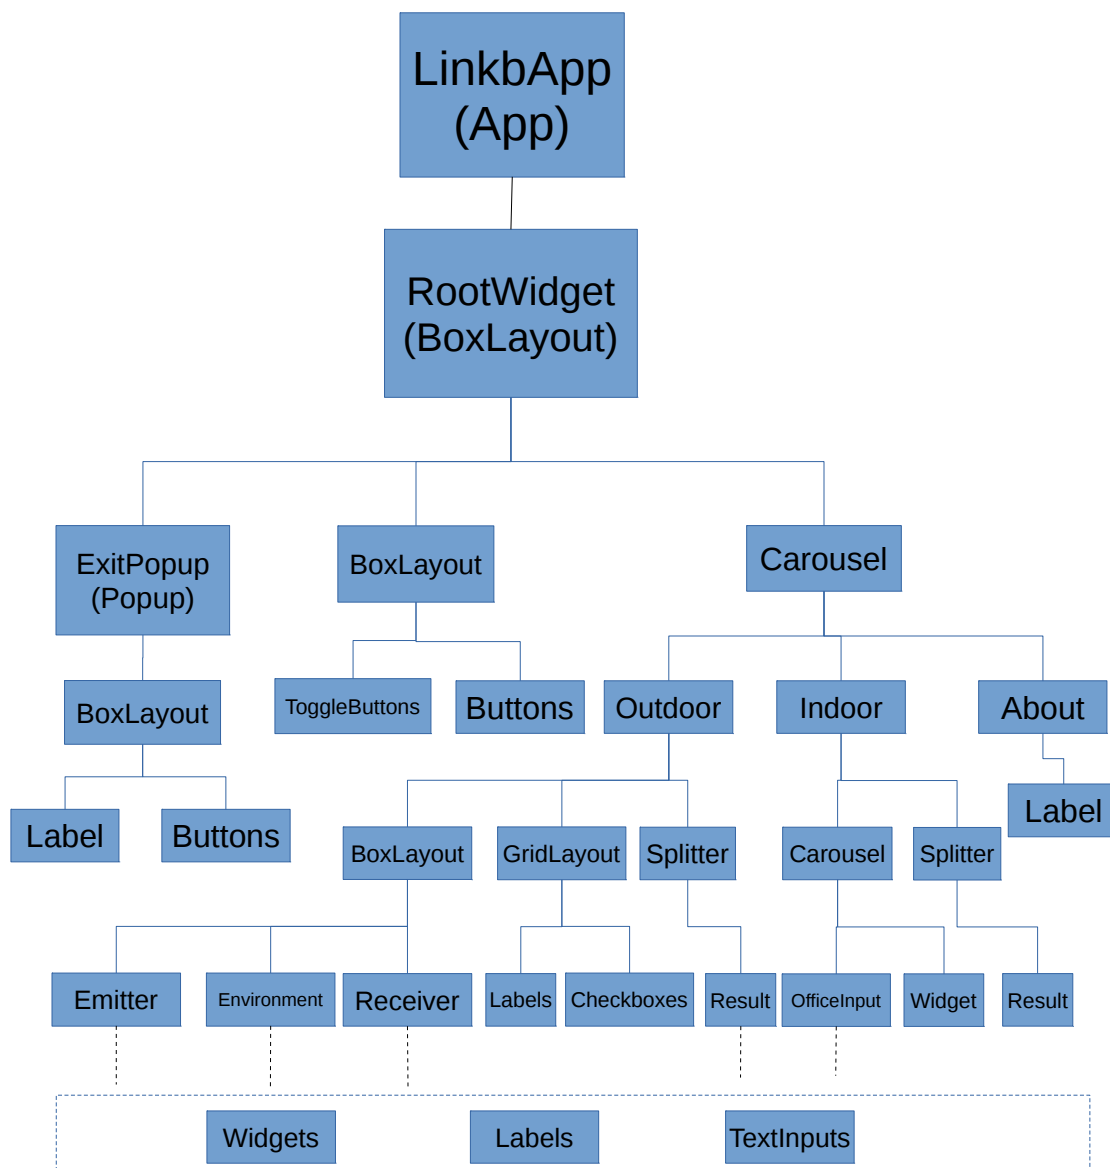 LinkbApp
(App)
RootWidget
(BoxLayout)
ExitPopup
(Popup)
BoxLayout
Carousel
BoxLayout
ToggleButtons
Buttons
Outdoor
Indoor
About
Label
Buttons
Label
BoxLayout
GridLayout
Splitter
Carousel
Splitter
Emitter
Environment
Receiver
Labels
Checkboxes
Result
OfficeInput
Widget
Result
Widgets
Labels
TextInputs